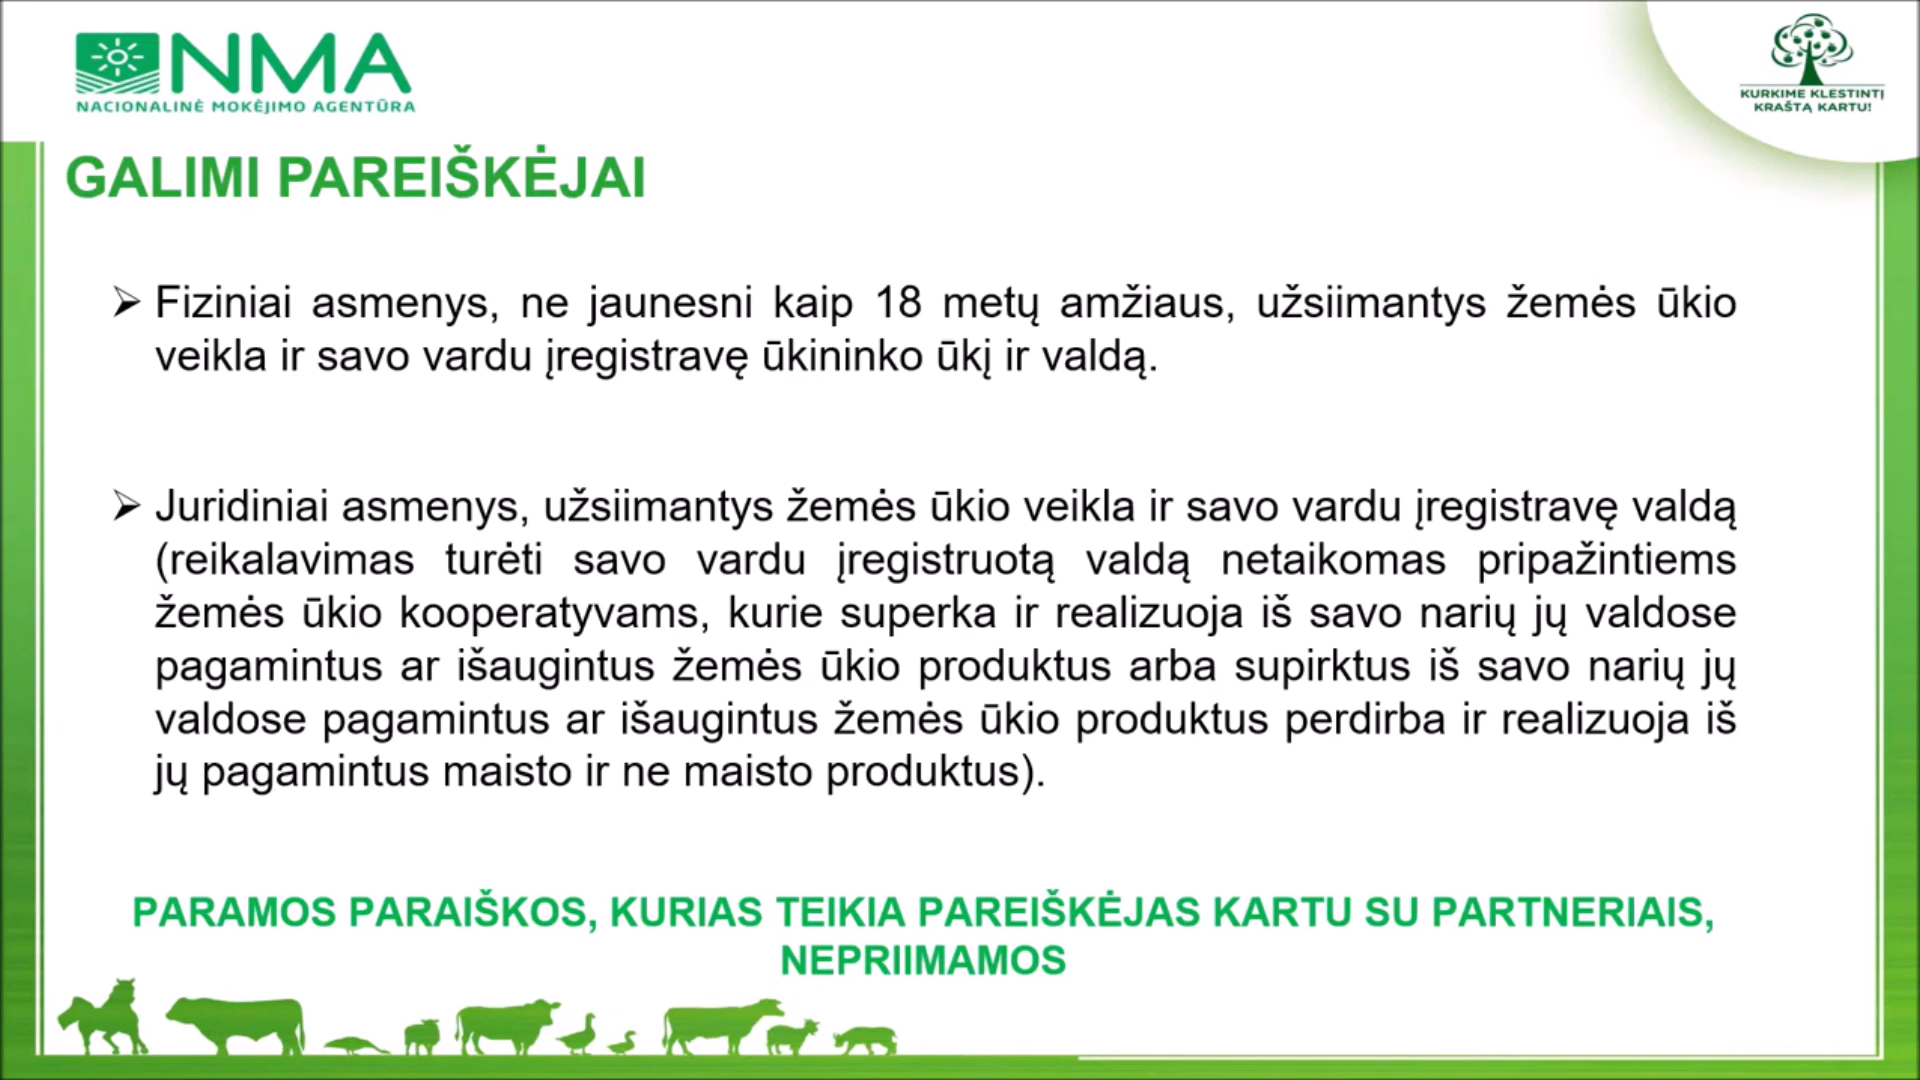 NMA
NACIONALINĖ MOKĖJIMO AGENTŪRA
KURKIME KLESTINTĮ
KRAŠTĄ KARTU!
GALIMI PAREIŠKĖJAI
Fiziniai asmenys, ne jaunesni kaip 18 metų amžiaus, užsiimantys žemės ūkio
veikla ir savo vardu įregistravę ūkininko ūkį ir valdą.
Juridiniai asmenys, užsiimantys žemės ūkio veikla ir savo vardu įregistravę valdą
(reikalavimas turėti savo vardu įregistruotą valdą netaikomas pripažintiems
žemės ūkio kooperatyvams, kurie superka ir realizuoja iš savo narių jų valdose
pagamintus ar išaugintus žemės ūkio produktus arba supirktus iš savo narių jų
valdose pagamintus ar išaugintus žemės ūkio produktus perdirba ir realizuoja iš
jų pagamintus maisto ir ne maisto produktus).
PARAMOS PARAIŠKOS, KURIAS TEIKIA PAREIŠKĖJAS KARTU SU PARTNERIAIS,
NEPRIIMAMOS